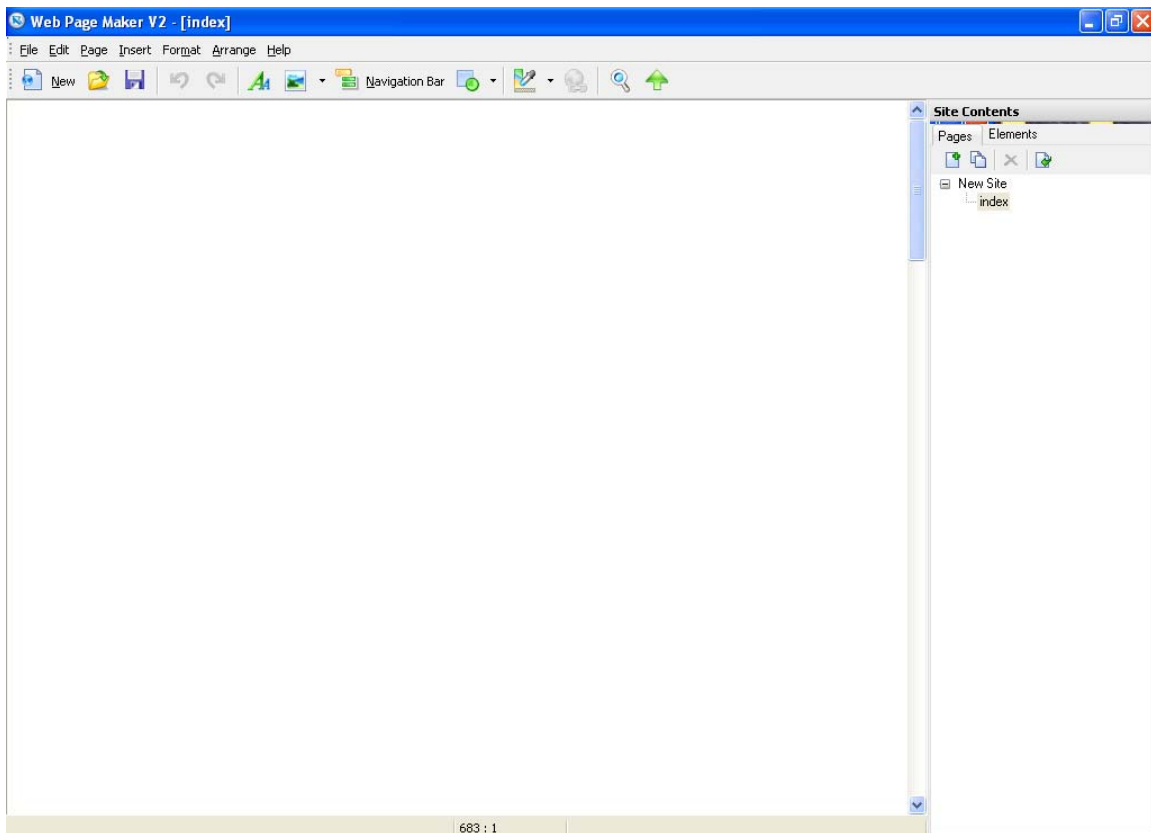 Web Page Maker V2 - [index]
File Edit Page Insert Format Arrange Help
New Navigation Bar
Site Contents
Pages Elements
New Site
index
683 : 1